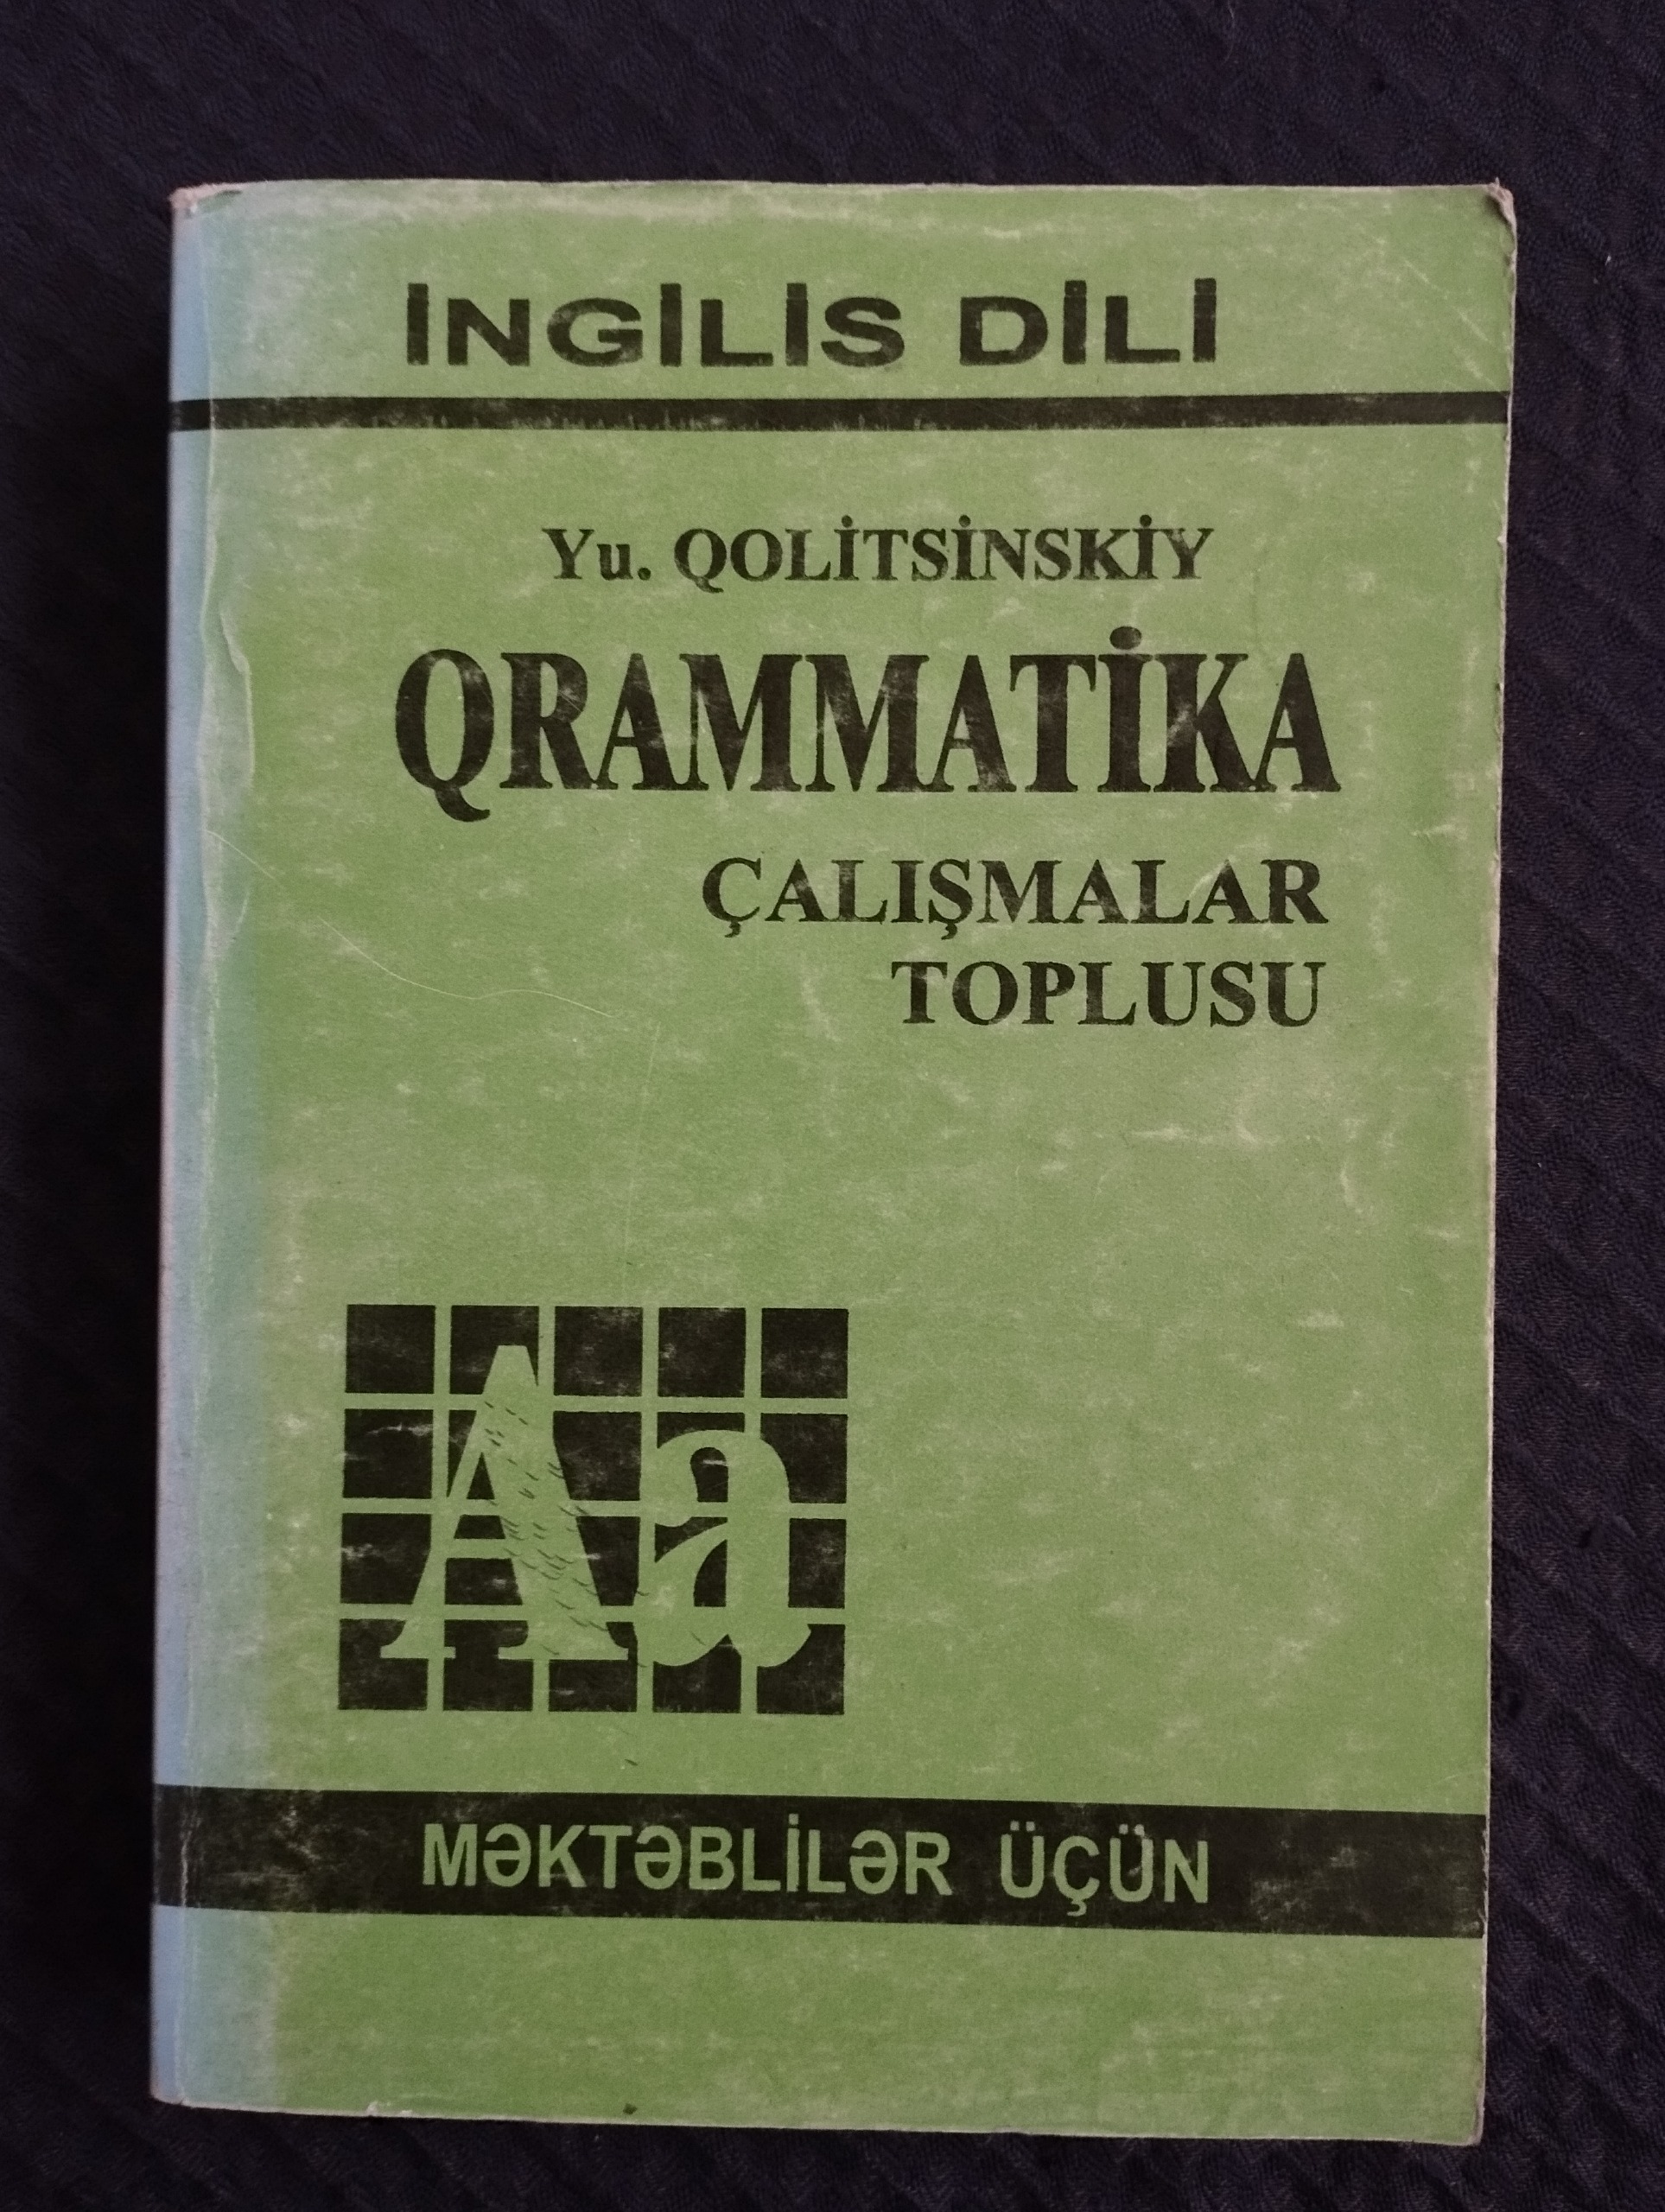 İNGİLİS DİLİ
Yu. QOLİTSİNSKİY
QRAMMATİKA
ÇALIŞMALAR
TOPLUSU
Aa
MƏKTƏBLİLƏR ÜÇÜN